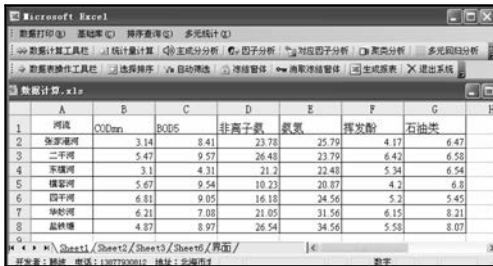 Microsoft Excel
数据打印(B) 基础库(C) 排序查询(S) 多元统计(D)
数据计算工具栏 统计量计算 主成分分析 因子分析 对应因子分析 聚类分析 多元回归分析
数据表操作工具栏 选择排序 自动筛选 冻结窗体 消取冻结窗体 生成报表 退出系统
数据计算.xls
A B C D E F G H
1 河流 CODmn BOD5 非离子氨 氨氮 挥发酚 石油类
2 张家港河 3.14 8.41 23.78 25.79 4.17 6.47
3 二干河 5.47 9.57 26.48 23.79 6.42 6.58
4 东横河 3.1 4.31 21.2 22.48 5.34 6.54
5 横套河 5.67 9.54 10.23 20.87 4.2 6.8
6 四干河 6.81 9.05 16.18 24.56 5.2 5.45
7 华妙河 6.21 7.08 21.05 31.56 6.15 8.21
8 盐铁塘 4.87 8.97 26.54 34.56 5.58 8.07
Sheet1 Sheet2 Sheet3 Sheet6 界面
开发者: 电话:13877930812 地址:北海市 数字